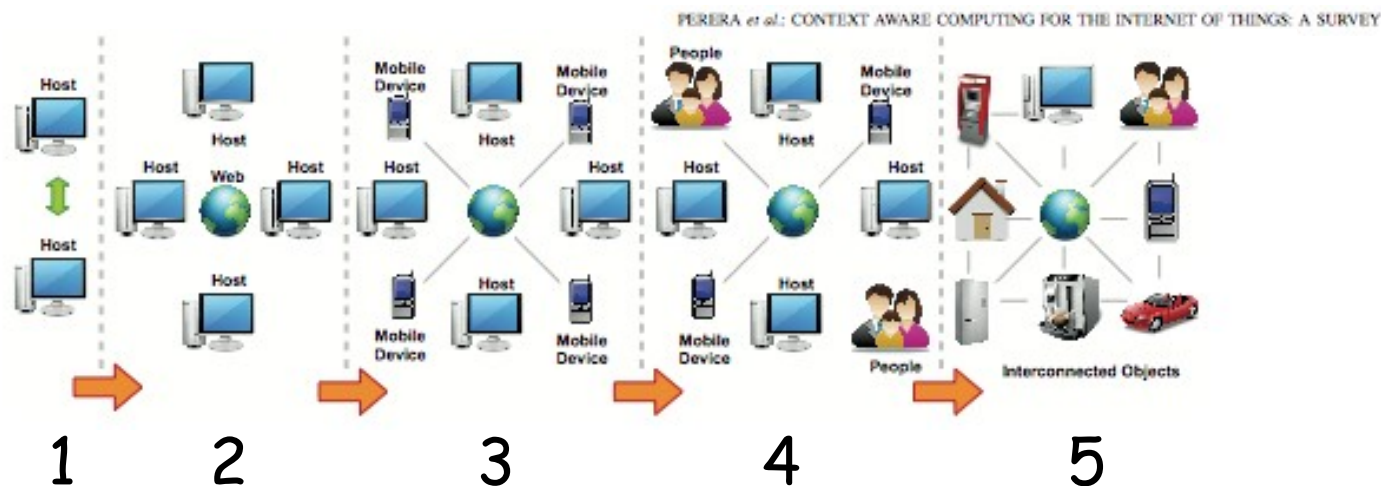 PERERA et al.: CONTEXT AWARE COMPUTING FOR THE INTERNET OF THINGS: A SURVEY
Host
Host
Host
Host
Web
Host
Host
Mobile
Device
Host
Mobile
Device
Host
Host
Mobile
Device
Host
Mobile
Device
People
Host
Mobile
Device
Host
Host
Mobile
Device
Host
People
Interconnected Objects
1
2
3
4
5